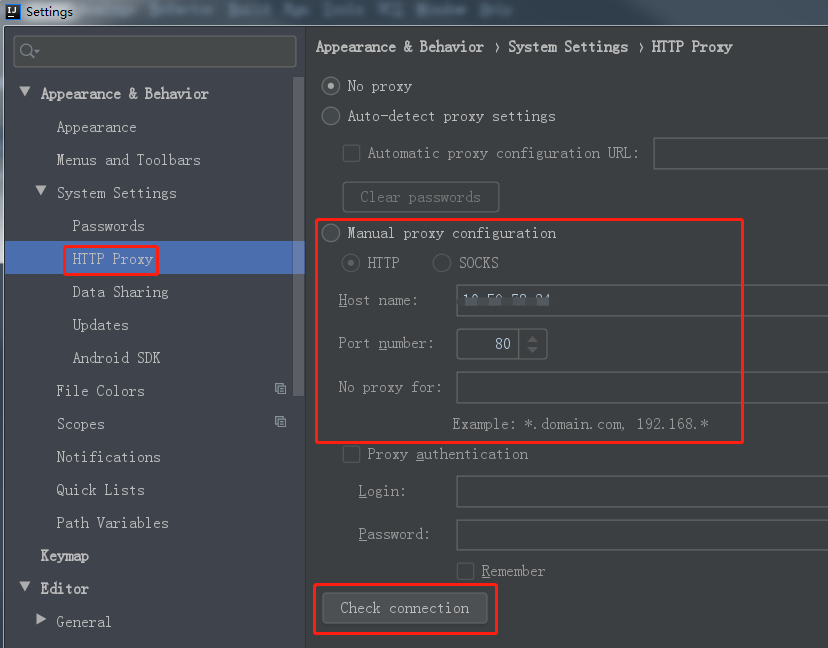 Settings
Appearance & Behavior
Appearance
Menus and Toolbars
System Settings
Passwords
HTTP Proxy
Data Sharing
Updates
Android SDK
File Colors
Scopes
Notifications
Quick Lists
Path Variables
Keymap
Editor
General
Appearance & Behavior › System Settings › HTTP Proxy
No proxy
Auto-detect proxy settings
Automatic proxy configuration URL:
Clear passwords
Manual proxy configuration
HTTP SOCKS
Host name:
Port number: 80
No proxy for:
Example: *.domain.com, 192.168.*
Proxy authentication
Login:
Password:
Remember
Check connection